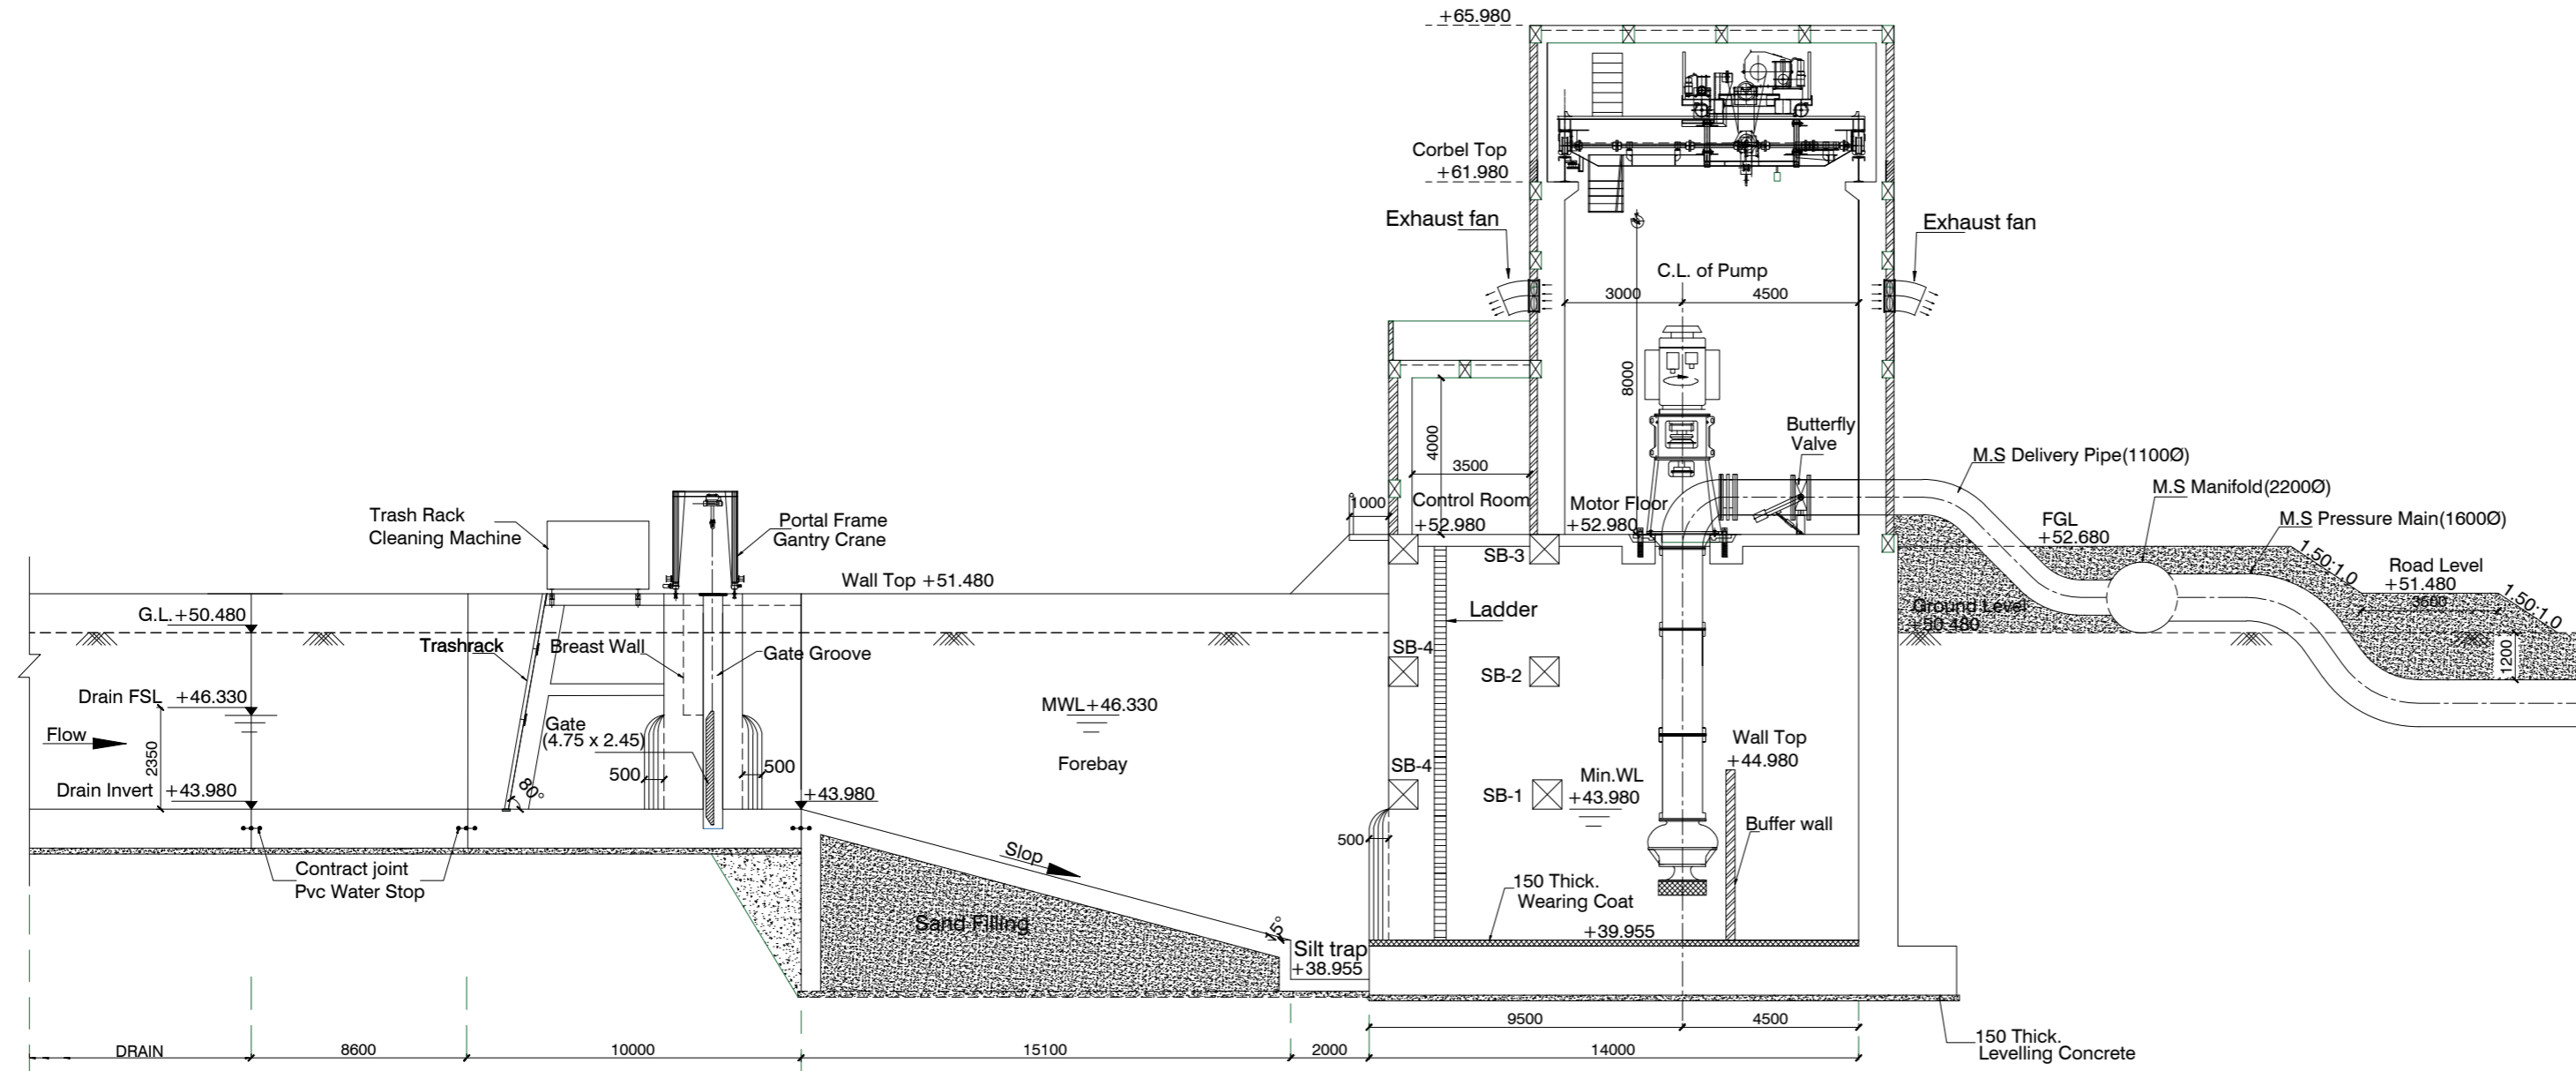 +65.980
Corbel Top
+61.980
Exhaust fan
Exhaust fan
C.L. of Pump
3000
4500
8000
4000
3500
1000
Control Room
+52.980
Motor Floor
+52.980
Butterfly
Valve
M.S Delivery Pipe(1100Ø)
M.S Manifold(2200Ø)
M.S Pressure Main(1600Ø)
FGL
+52.680
1.50:1.0
Road Level
+51.480
3500
1.50:1.0
Ground Level
+50.480
1200
Trash Rack
Cleaning Machine
Portal Frame
Gantry Crane
Wall Top +51.480
G.L.+50.480
Trashrack
Breast Wall
Gate Groove
Drain FSL +46.330
Flow
2350
Drain Invert +43.980
Gate
(4.75 x 2.45)
500
500
80°
+43.980
MWL+46.330
Forebay
SB-3
Ladder
SB-4
SB-2
SB-4
SB-1
Min.WL
+43.980
Wall Top
+44.980
Buffer wall
500
150 Thick.
Wearing Coat
+39.955
Contract joint
Pvc Water Stop
Slop
Sand Filling
15°
Silt trap
+38.955
9500
4500
DRAIN
8600
10000
15100
2000
14000
150 Thick.
Levelling Concrete